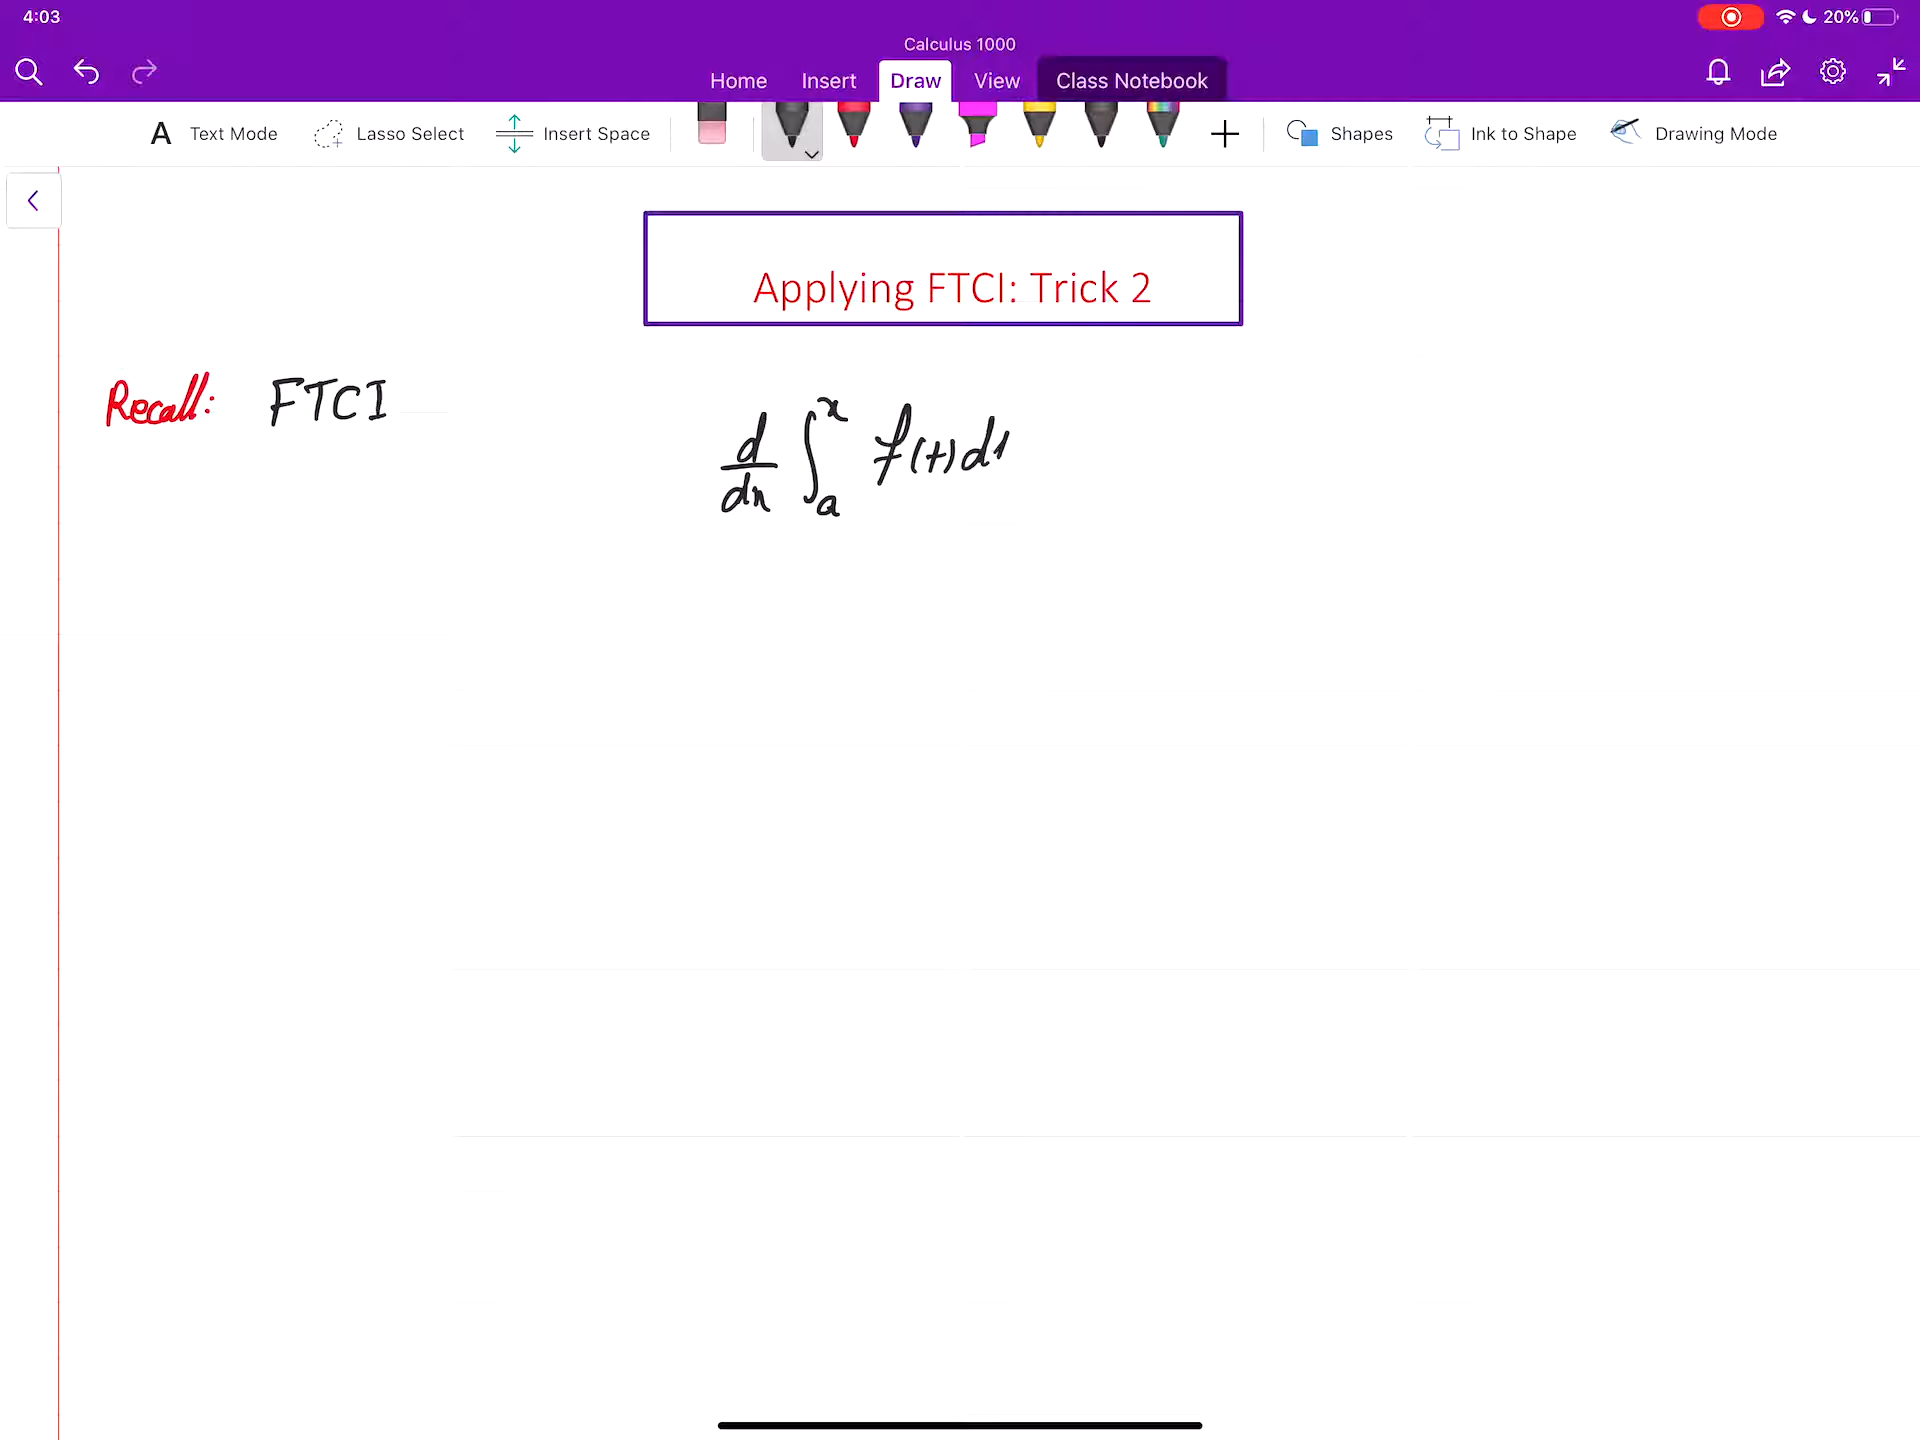 4:03
20%
Calculus 1000
Home Insert Draw View Class Notebook
A Text Mode Lasso Select Insert Space Shapes Ink to Shape Drawing Mode
Applying FTCI: Trick 2
Recall: FTCI
d/dx ∫_a^x f(t)dt